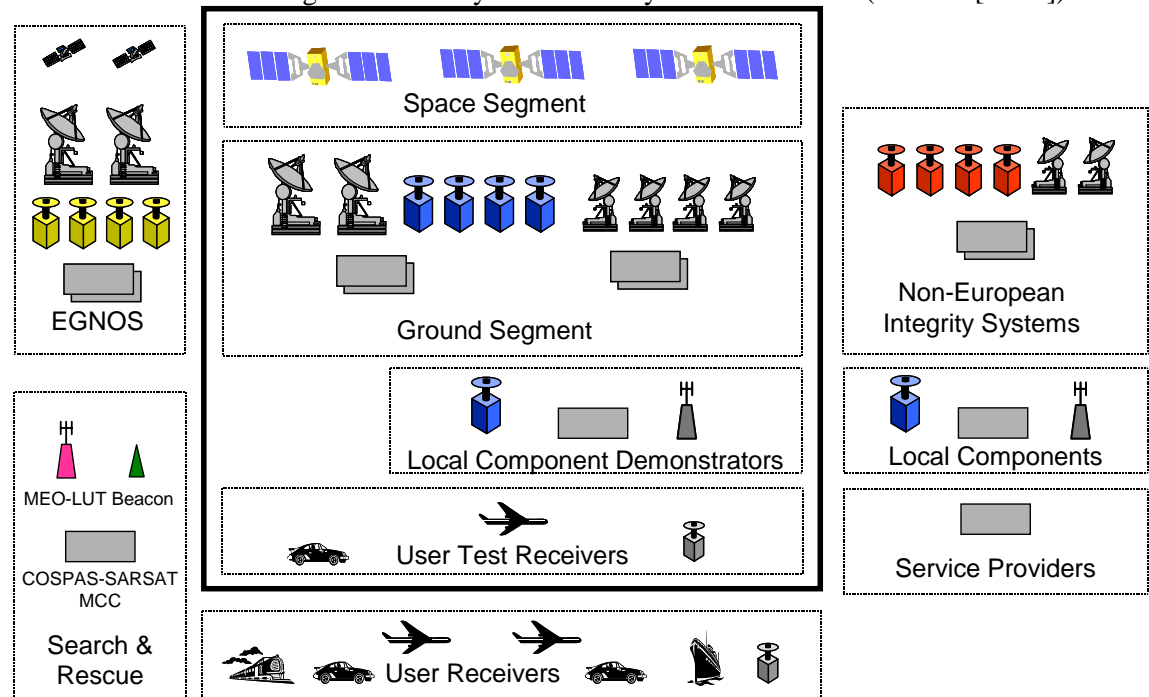 Space Segment
EGNOS
Ground Segment
Non-European
Integrity Systems
Local Component Demonstrators
Local Components
MEO-LUT Beacon
User Test Receivers
Service Providers
COSPAS-SARSAT
MCC
Search &
Rescue
User Receivers